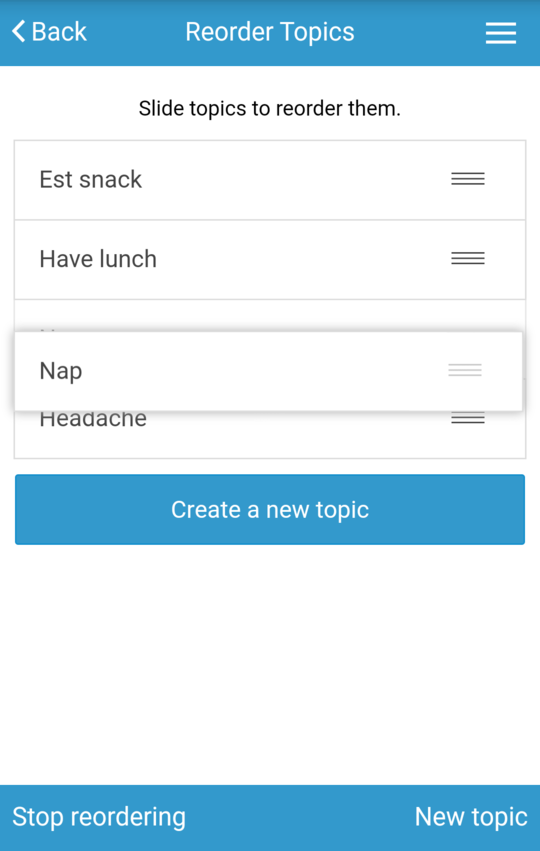 Back
Reorder Topics
Slide topics to reorder them.
Est snack
Have lunch
Nap
Headache
Create a new topic
Stop reordering
New topic